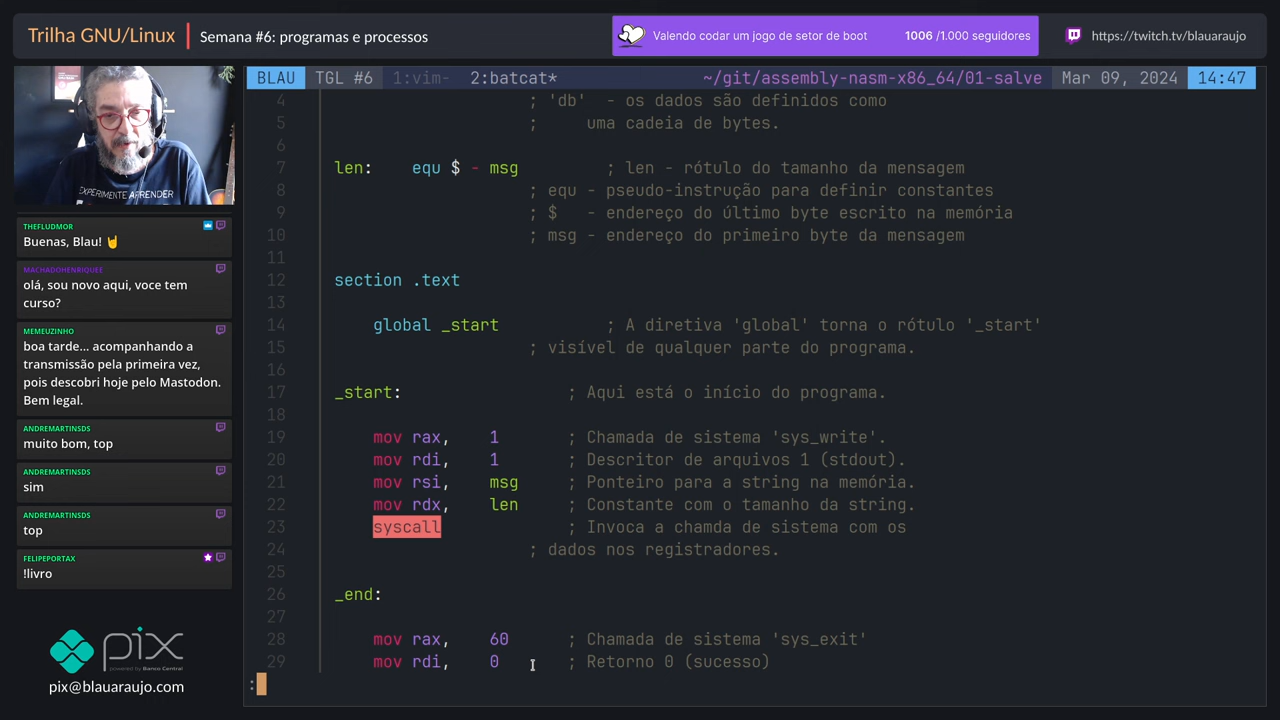 Trilha GNU/Linux | Semana #6: programas e processos
Valendo codar um jogo de setor de boot 1006 /1.000 seguidores
https://twitch.tv/blauaraujo
EXPERIMENTE APRENDER
THEFLUDMOR
Buenas, Blau! 🤘
MACHADOHENRIQUEE
olá, sou novo aqui, voce tem
curso?
MEMEUZINHO
boa tarde... acompanhando a
transmissão pela primeira vez,
pois descobri hoje pelo Mastodon.
Bem legal.
ANDREMARTINSDS
muito bom, top
ANDREMARTINSDS
sim
ANDREMARTINSDS
top
FELIPEPORTAX
!livro
pix
powered by Banco Central
pix@blauaraujo.com
BLAU TGL #6 1:vim- 2:batcat* ~/git/assembly-nasm-x86_64/01-salve Mar 09, 2024 14:47
4 ; 'db' - os dados são definidos como
5 ; uma cadeia de bytes.
6
7 len: equ $ - msg ; len - rótulo do tamanho da mensagem
8 ; equ - pseudo-instrução para definir constantes
9 ; $ - endereço do último byte escrito na memória
10 ; msg - endereço do primeiro byte da mensagem
11
12 section .text
13
14 global _start ; A diretiva 'global' torna o rótulo '_start'
15 ; visível de qualquer parte do programa.
16
17 _start: ; Aqui está o início do programa.
18
19 mov rax, 1 ; Chamada de sistema 'sys_write'.
20 mov rdi, 1 ; Descritor de arquivos 1 (stdout).
21 mov rsi, msg ; Ponteiro para a string na memória.
22 mov rdx, len ; Constante com o tamanho da string.
23 syscall ; Invoca a chamda de sistema com os
24 ; dados nos registradores.
25
26 _end:
27
28 mov rax, 60 ; Chamada de sistema 'sys_exit'
29 mov rdi, 0 ; Retorno 0 (sucesso)
: